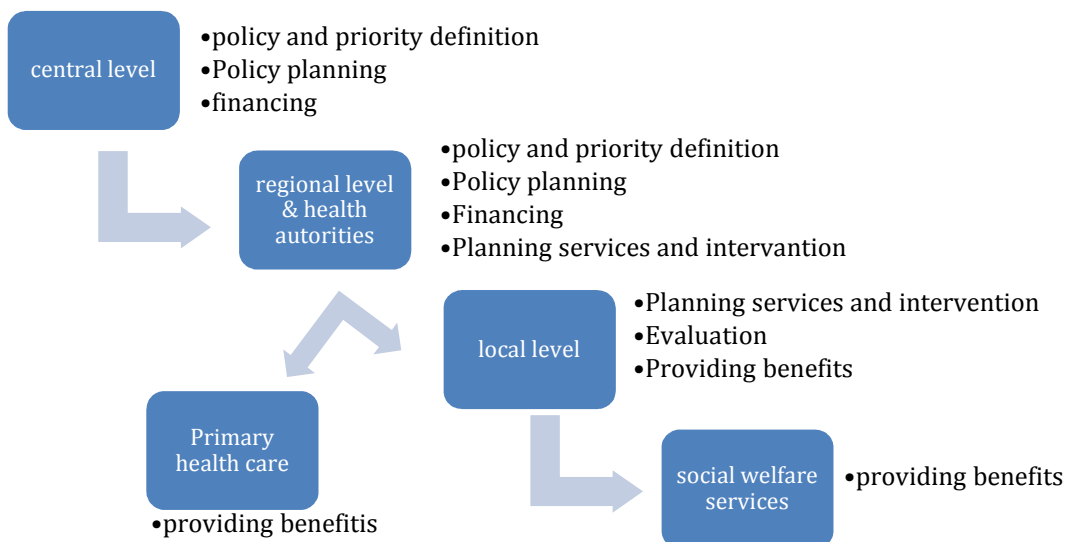 central level
•policy and priority definition
•Policy planning
•financing
regional level
& health
autorities
•policy and priority definition
•Policy planning
•Financing
•Planning services and intervantion
local level
•Planning services and intervention
•Evaluation
•Providing benefits
Primary
health care
•providing benefitis
social welfare
services
•providing benefits